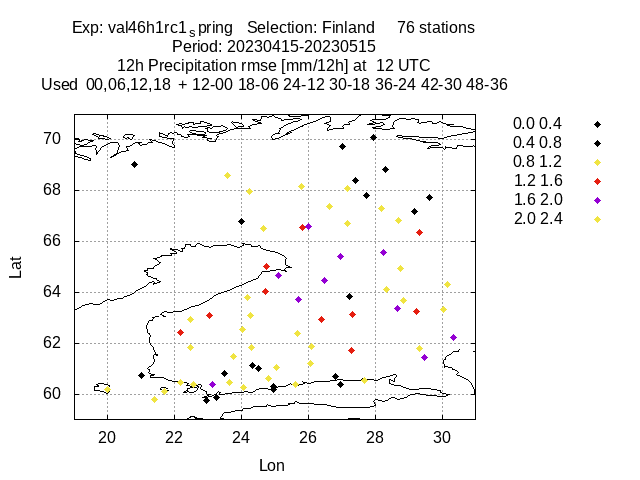 Exp: val46h1rc1spring Selection: Finland 76 stations
Period: 20230415-20230515
12h Precipitation rmse [mm/12h] at 12 UTC
Used 00,06,12,18 + 12-00 18-06 24-12 30-18 36-24 42-30 48-36
0.0 0.4
0.4 0.8
0.8 1.2
1.2 1.6
1.6 2.0
2.0 2.4
70
68
66
64
62
60
Lat
20 22 24 26 28 30
Lon